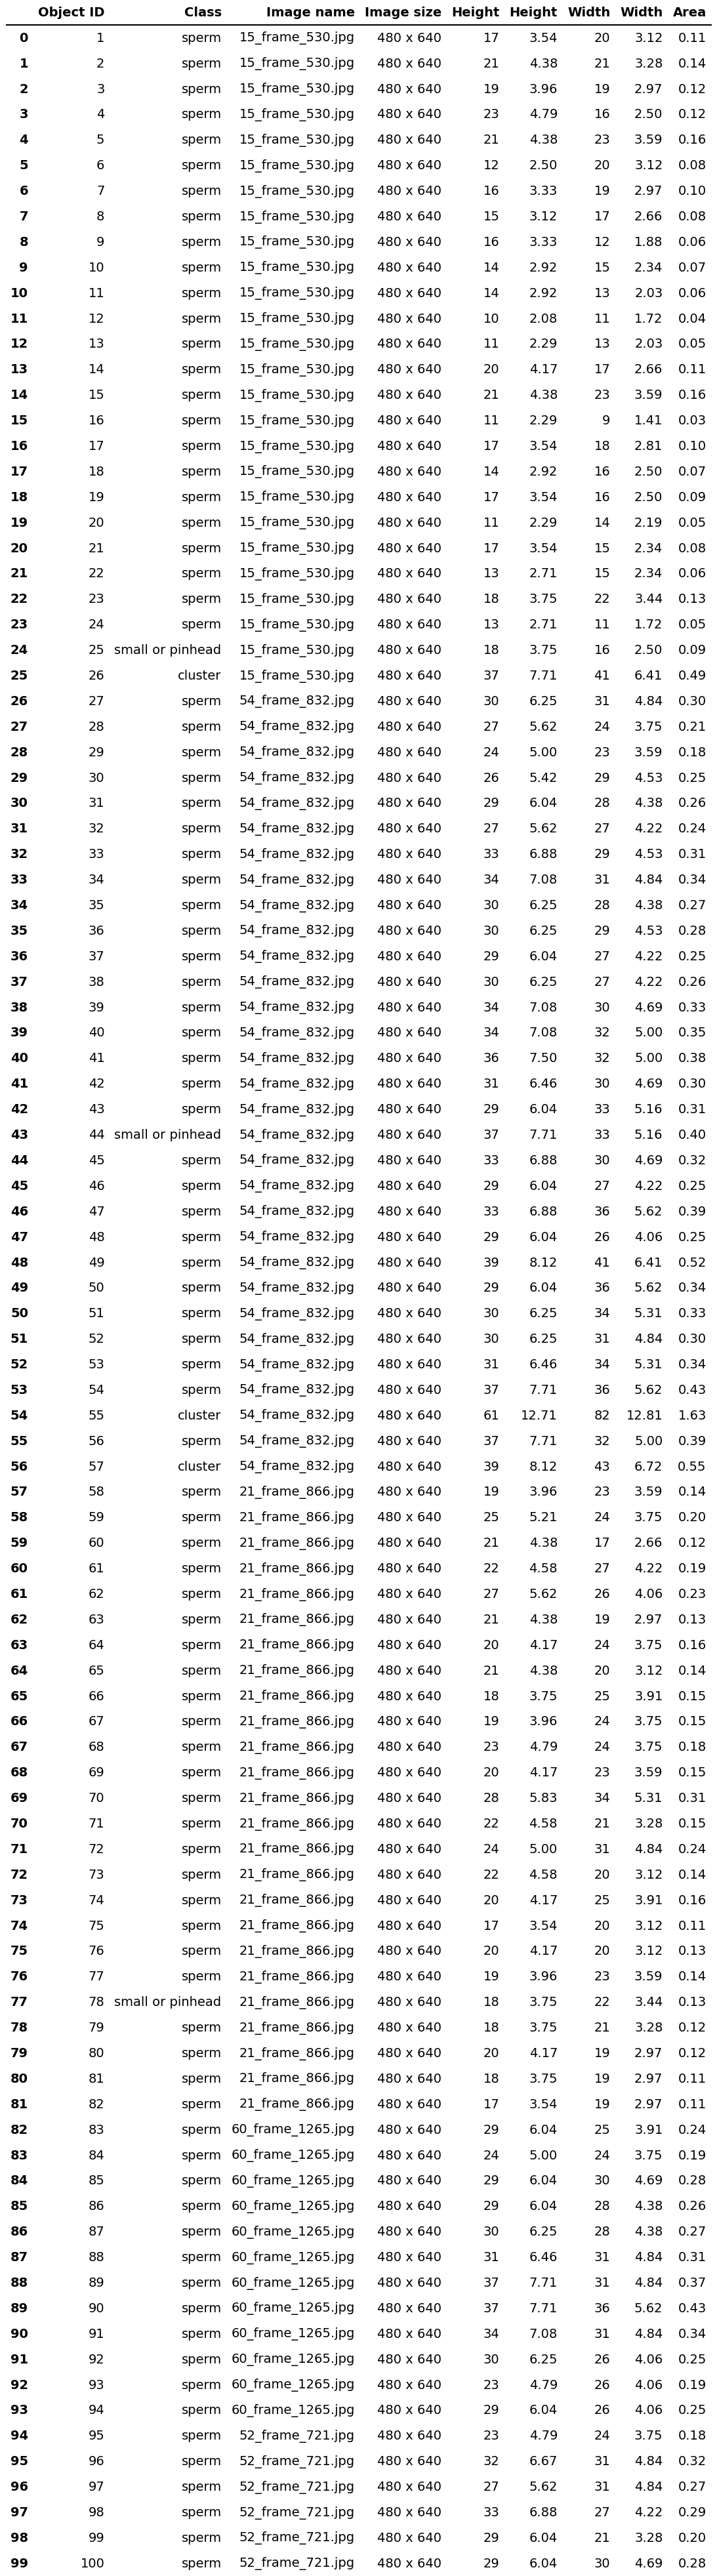 Object ID Class Image name Image size Height Height Width Width Area
0 1 sperm 15_frame_530.jpg 480 x 640 17 3.54 20 3.12 0.11
1 2 sperm 15_frame_530.jpg 480 x 640 21 4.38 21 3.28 0.14
2 3 sperm 15_frame_530.jpg 480 x 640 19 3.96 19 2.97 0.12
3 4 sperm 15_frame_530.jpg 480 x 640 23 4.79 16 2.50 0.12
4 5 sperm 15_frame_530.jpg 480 x 640 21 4.38 23 3.59 0.16
5 6 sperm 15_frame_530.jpg 480 x 640 12 2.50 20 3.12 0.08
6 7 sperm 15_frame_530.jpg 480 x 640 16 3.33 19 2.97 0.10
7 8 sperm 15_frame_530.jpg 480 x 640 15 3.12 17 2.66 0.08
8 9 sperm 15_frame_530.jpg 480 x 640 16 3.33 12 1.88 0.06
9 10 sperm 15_frame_530.jpg 480 x 640 14 2.92 15 2.34 0.07
10 11 sperm 15_frame_530.jpg 480 x 640 14 2.92 13 2.03 0.06
11 12 sperm 15_frame_530.jpg 480 x 640 10 2.08 11 1.72 0.04
12 13 sperm 15_frame_530.jpg 480 x 640 11 2.29 13 2.03 0.05
13 14 sperm 15_frame_530.jpg 480 x 640 20 4.17 17 2.66 0.11
14 15 sperm 15_frame_530.jpg 480 x 640 21 4.38 23 3.59 0.16
15 16 sperm 15_frame_530.jpg 480 x 640 11 2.29 9 1.41 0.03
16 17 sperm 15_frame_530.jpg 480 x 640 17 3.54 18 2.81 0.10
17 18 sperm 15_frame_530.jpg 480 x 640 14 2.92 16 2.50 0.07
18 19 sperm 15_frame_530.jpg 480 x 640 17 3.54 16 2.50 0.09
19 20 sperm 15_frame_530.jpg 480 x 640 11 2.29 14 2.19 0.05
20 21 sperm 15_frame_530.jpg 480 x 640 17 3.54 15 2.34 0.08
21 22 sperm 15_frame_530.jpg 480 x 640 13 2.71 15 2.34 0.06
22 23 sperm 15_frame_530.jpg 480 x 640 18 3.75 22 3.44 0.13
23 24 sperm 15_frame_530.jpg 480 x 640 13 2.71 11 1.72 0.05
24 25 small or pinhead 15_frame_530.jpg 480 x 640 18 3.75 16 2.50 0.09
25 26 cluster 15_frame_530.jpg 480 x 640 37 7.71 41 6.41 0.49
26 27 sperm 54_frame_832.jpg 480 x 640 30 6.25 31 4.84 0.30
27 28 sperm 54_frame_832.jpg 480 x 640 27 5.62 24 3.75 0.21
28 29 sperm 54_frame_832.jpg 480 x 640 24 5.00 23 3.59 0.18
29 30 sperm 54_frame_832.jpg 480 x 640 26 5.42 29 4.53 0.25
30 31 sperm 54_frame_832.jpg 480 x 640 29 6.04 28 4.38 0.26
31 32 sperm 54_frame_832.jpg 480 x 640 27 5.62 27 4.22 0.24
32 33 sperm 54_frame_832.jpg 480 x 640 33 6.88 29 4.53 0.31
33 34 sperm 54_frame_832.jpg 480 x 640 34 7.08 31 4.84 0.34
34 35 sperm 54_frame_832.jpg 480 x 640 30 6.25 28 4.38 0.27
35 36 sperm 54_frame_832.jpg 480 x 640 30 6.25 29 4.53 0.28
36 37 sperm 54_frame_832.jpg 480 x 640 29 6.04 27 4.22 0.25
37 38 sperm 54_frame_832.jpg 480 x 640 30 6.25 27 4.22 0.26
38 39 sperm 54_frame_832.jpg 480 x 640 34 7.08 30 4.69 0.33
39 40 sperm 54_frame_832.jpg 480 x 640 34 7.08 32 5.00 0.35
40 41 sperm 54_frame_832.jpg 480 x 640 36 7.50 32 5.00 0.38
41 42 sperm 54_frame_832.jpg 480 x 640 31 6.46 30 4.69 0.30
42 43 sperm 54_frame_832.jpg 480 x 640 29 6.04 33 5.16 0.31
43 44 small or pinhead 54_frame_832.jpg 480 x 640 37 7.71 33 5.16 0.40
44 45 sperm 54_frame_832.jpg 480 x 640 33 6.88 30 4.69 0.32
45 46 sperm 54_frame_832.jpg 480 x 640 29 6.04 27 4.22 0.25
46 47 sperm 54_frame_832.jpg 480 x 640 33 6.88 36 5.62 0.39
47 48 sperm 54_frame_832.jpg 480 x 640 29 6.04 26 4.06 0.25
48 49 sperm 54_frame_832.jpg 480 x 640 39 8.12 41 6.41 0.52
49 50 sperm 54_frame_832.jpg 480 x 640 29 6.04 36 5.62 0.34
50 51 sperm 54_frame_832.jpg 480 x 640 30 6.25 34 5.31 0.33
51 52 sperm 54_frame_832.jpg 480 x 640 30 6.25 31 4.84 0.30
52 53 sperm 54_frame_832.jpg 480 x 640 31 6.46 34 5.31 0.34
53 54 sperm 54_frame_832.jpg 480 x 640 37 7.71 36 5.62 0.43
54 55 cluster 54_frame_832.jpg 480 x 640 61 12.71 82 12.81 1.63
55 56 sperm 54_frame_832.jpg 480 x 640 37 7.71 32 5.00 0.39
56 57 cluster 54_frame_832.jpg 480 x 640 39 8.12 43 6.72 0.55
57 58 sperm 21_frame_866.jpg 480 x 640 19 3.96 23 3.59 0.14
58 59 sperm 21_frame_866.jpg 480 x 640 25 5.21 24 3.75 0.20
59 60 sperm 21_frame_866.jpg 480 x 640 21 4.38 17 2.66 0.12
60 61 sperm 21_frame_866.jpg 480 x 640 22 4.58 27 4.22 0.19
61 62 sperm 21_frame_866.jpg 480 x 640 27 5.62 26 4.06 0.23
62 63 sperm 21_frame_866.jpg 480 x 640 21 4.38 19 2.97 0.13
63 64 sperm 21_frame_866.jpg 480 x 640 20 4.17 24 3.75 0.16
64 65 sperm 21_frame_866.jpg 480 x 640 21 4.38 20 3.12 0.14
65 66 sperm 21_frame_866.jpg 480 x 640 18 3.75 25 3.91 0.15
66 67 sperm 21_frame_866.jpg 480 x 640 19 3.96 24 3.75 0.15
67 68 sperm 21_frame_866.jpg 480 x 640 23 4.79 24 3.75 0.18
68 69 sperm 21_frame_866.jpg 480 x 640 20 4.17 23 3.59 0.15
69 70 sperm 21_frame_866.jpg 480 x 640 28 5.83 34 5.31 0.31
70 71 sperm 21_frame_866.jpg 480 x 640 22 4.58 21 3.28 0.15
71 72 sperm 21_frame_866.jpg 480 x 640 24 5.00 31 4.84 0.24
72 73 sperm 21_frame_866.jpg 480 x 640 22 4.58 20 3.12 0.14
73 74 sperm 21_frame_866.jpg 480 x 640 20 4.17 25 3.91 0.16
74 75 sperm 21_frame_866.jpg 480 x 640 17 3.54 20 3.12 0.11
75 76 sperm 21_frame_866.jpg 480 x 640 20 4.17 20 3.12 0.13
76 77 sperm 21_frame_866.jpg 480 x 640 19 3.96 23 3.59 0.14
77 78 small or pinhead 21_frame_866.jpg 480 x 640 18 3.75 22 3.44 0.13
78 79 sperm 21_frame_866.jpg 480 x 640 18 3.75 21 3.28 0.12
79 80 sperm 21_frame_866.jpg 480 x 640 20 4.17 19 2.97 0.12
80 81 sperm 21_frame_866.jpg 480 x 640 18 3.75 19 2.97 0.11
81 82 sperm 21_frame_866.jpg 480 x 640 17 3.54 19 2.97 0.11
82 83 sperm 60_frame_1265.jpg 480 x 640 29 6.04 25 3.91 0.24
83 84 sperm 60_frame_1265.jpg 480 x 640 24 5.00 24 3.75 0.19
84 85 sperm 60_frame_1265.jpg 480 x 640 29 6.04 30 4.69 0.28
85 86 sperm 60_frame_1265.jpg 480 x 640 29 6.04 28 4.38 0.26
86 87 sperm 60_frame_1265.jpg 480 x 640 30 6.25 28 4.38 0.27
87 88 sperm 60_frame_1265.jpg 480 x 640 31 6.46 31 4.84 0.31
88 89 sperm 60_frame_1265.jpg 480 x 640 37 7.71 31 4.84 0.37
89 90 sperm 60_frame_1265.jpg 480 x 640 37 7.71 36 5.62 0.43
90 91 sperm 60_frame_1265.jpg 480 x 640 34 7.08 31 4.84 0.34
91 92 sperm 60_frame_1265.jpg 480 x 640 30 6.25 26 4.06 0.25
92 93 sperm 60_frame_1265.jpg 480 x 640 23 4.79 26 4.06 0.19
93 94 sperm 60_frame_1265.jpg 480 x 640 29 6.04 26 4.06 0.25
94 95 sperm 52_frame_721.jpg 480 x 640 23 4.79 24 3.75 0.18
95 96 sperm 52_frame_721.jpg 480 x 640 32 6.67 31 4.84 0.32
96 97 sperm 52_frame_721.jpg 480 x 640 27 5.62 31 4.84 0.27
97 98 sperm 52_frame_721.jpg 480 x 640 33 6.88 27 4.22 0.29
98 99 sperm 52_frame_721.jpg 480 x 640 29 6.04 21 3.28 0.20
99 100 sperm 52_frame_721.jpg 480 x 640 29 6.04 30 4.69 0.28